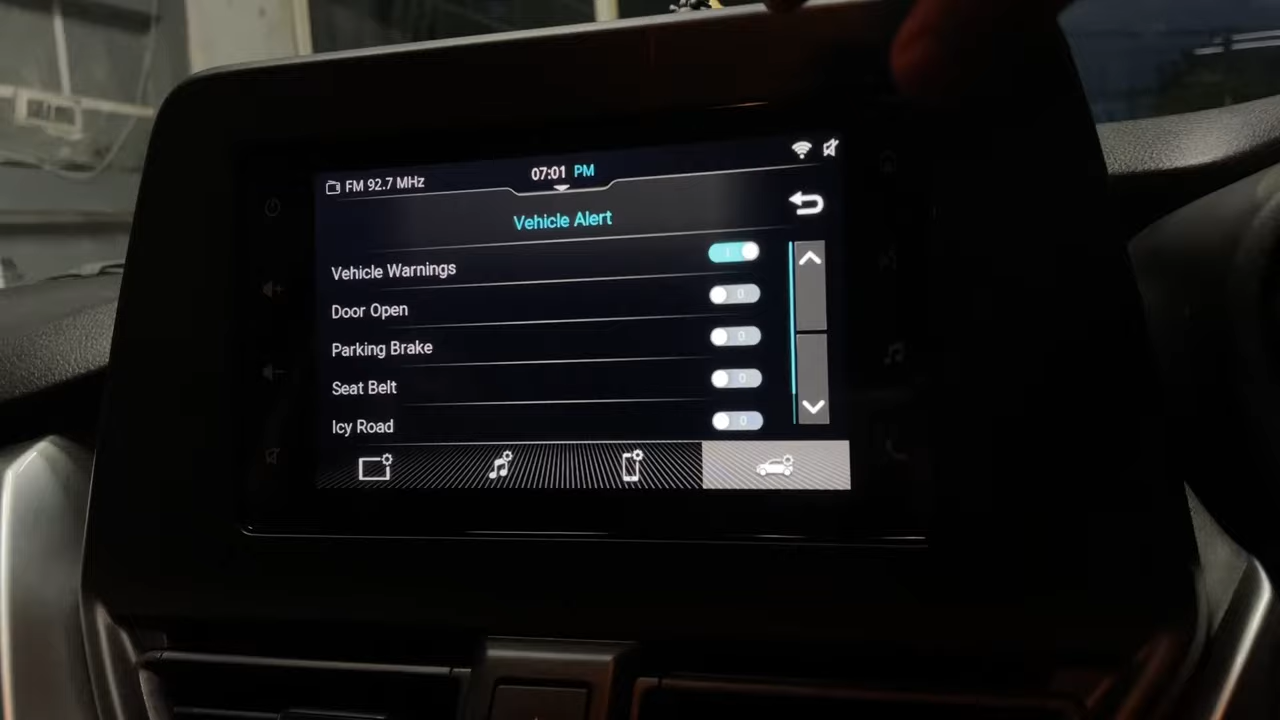 FM 92.7 MHz
07:01 PM
Vehicle Alert
Vehicle Warnings
Door Open
Parking Brake
Seat Belt
Icy Road